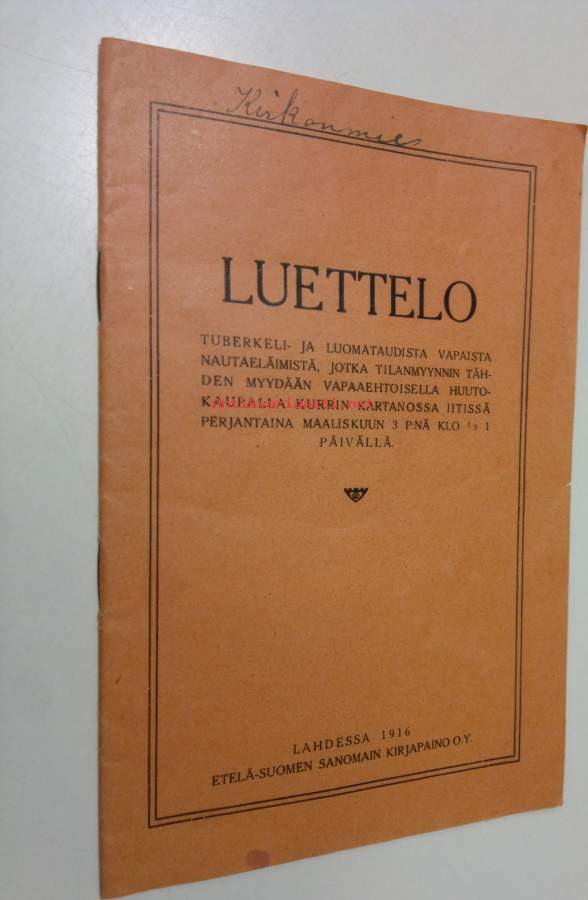 Kirkonmies
LUETTELO
TUBERKELI- JA LUOMATAUDISTA VAPAISTA
NAUTAELÄIMISTÄ, JOTKA TILANMYYNNIN TÄH-
DEN MYYDÄÄN VAPAAEHTOISELLA HUUTO-
KAUPALLA KURRIN KARTANOSSA IITISSÄ
PERJANTAINA MAALISKUUN 3 P:NÄ KLO ½ 1
PÄIVÄLLÄ.
LAHDESSA 1916
ETELÄ-SUOMEN SANOMAIN KIRJAPAINO O.Y.